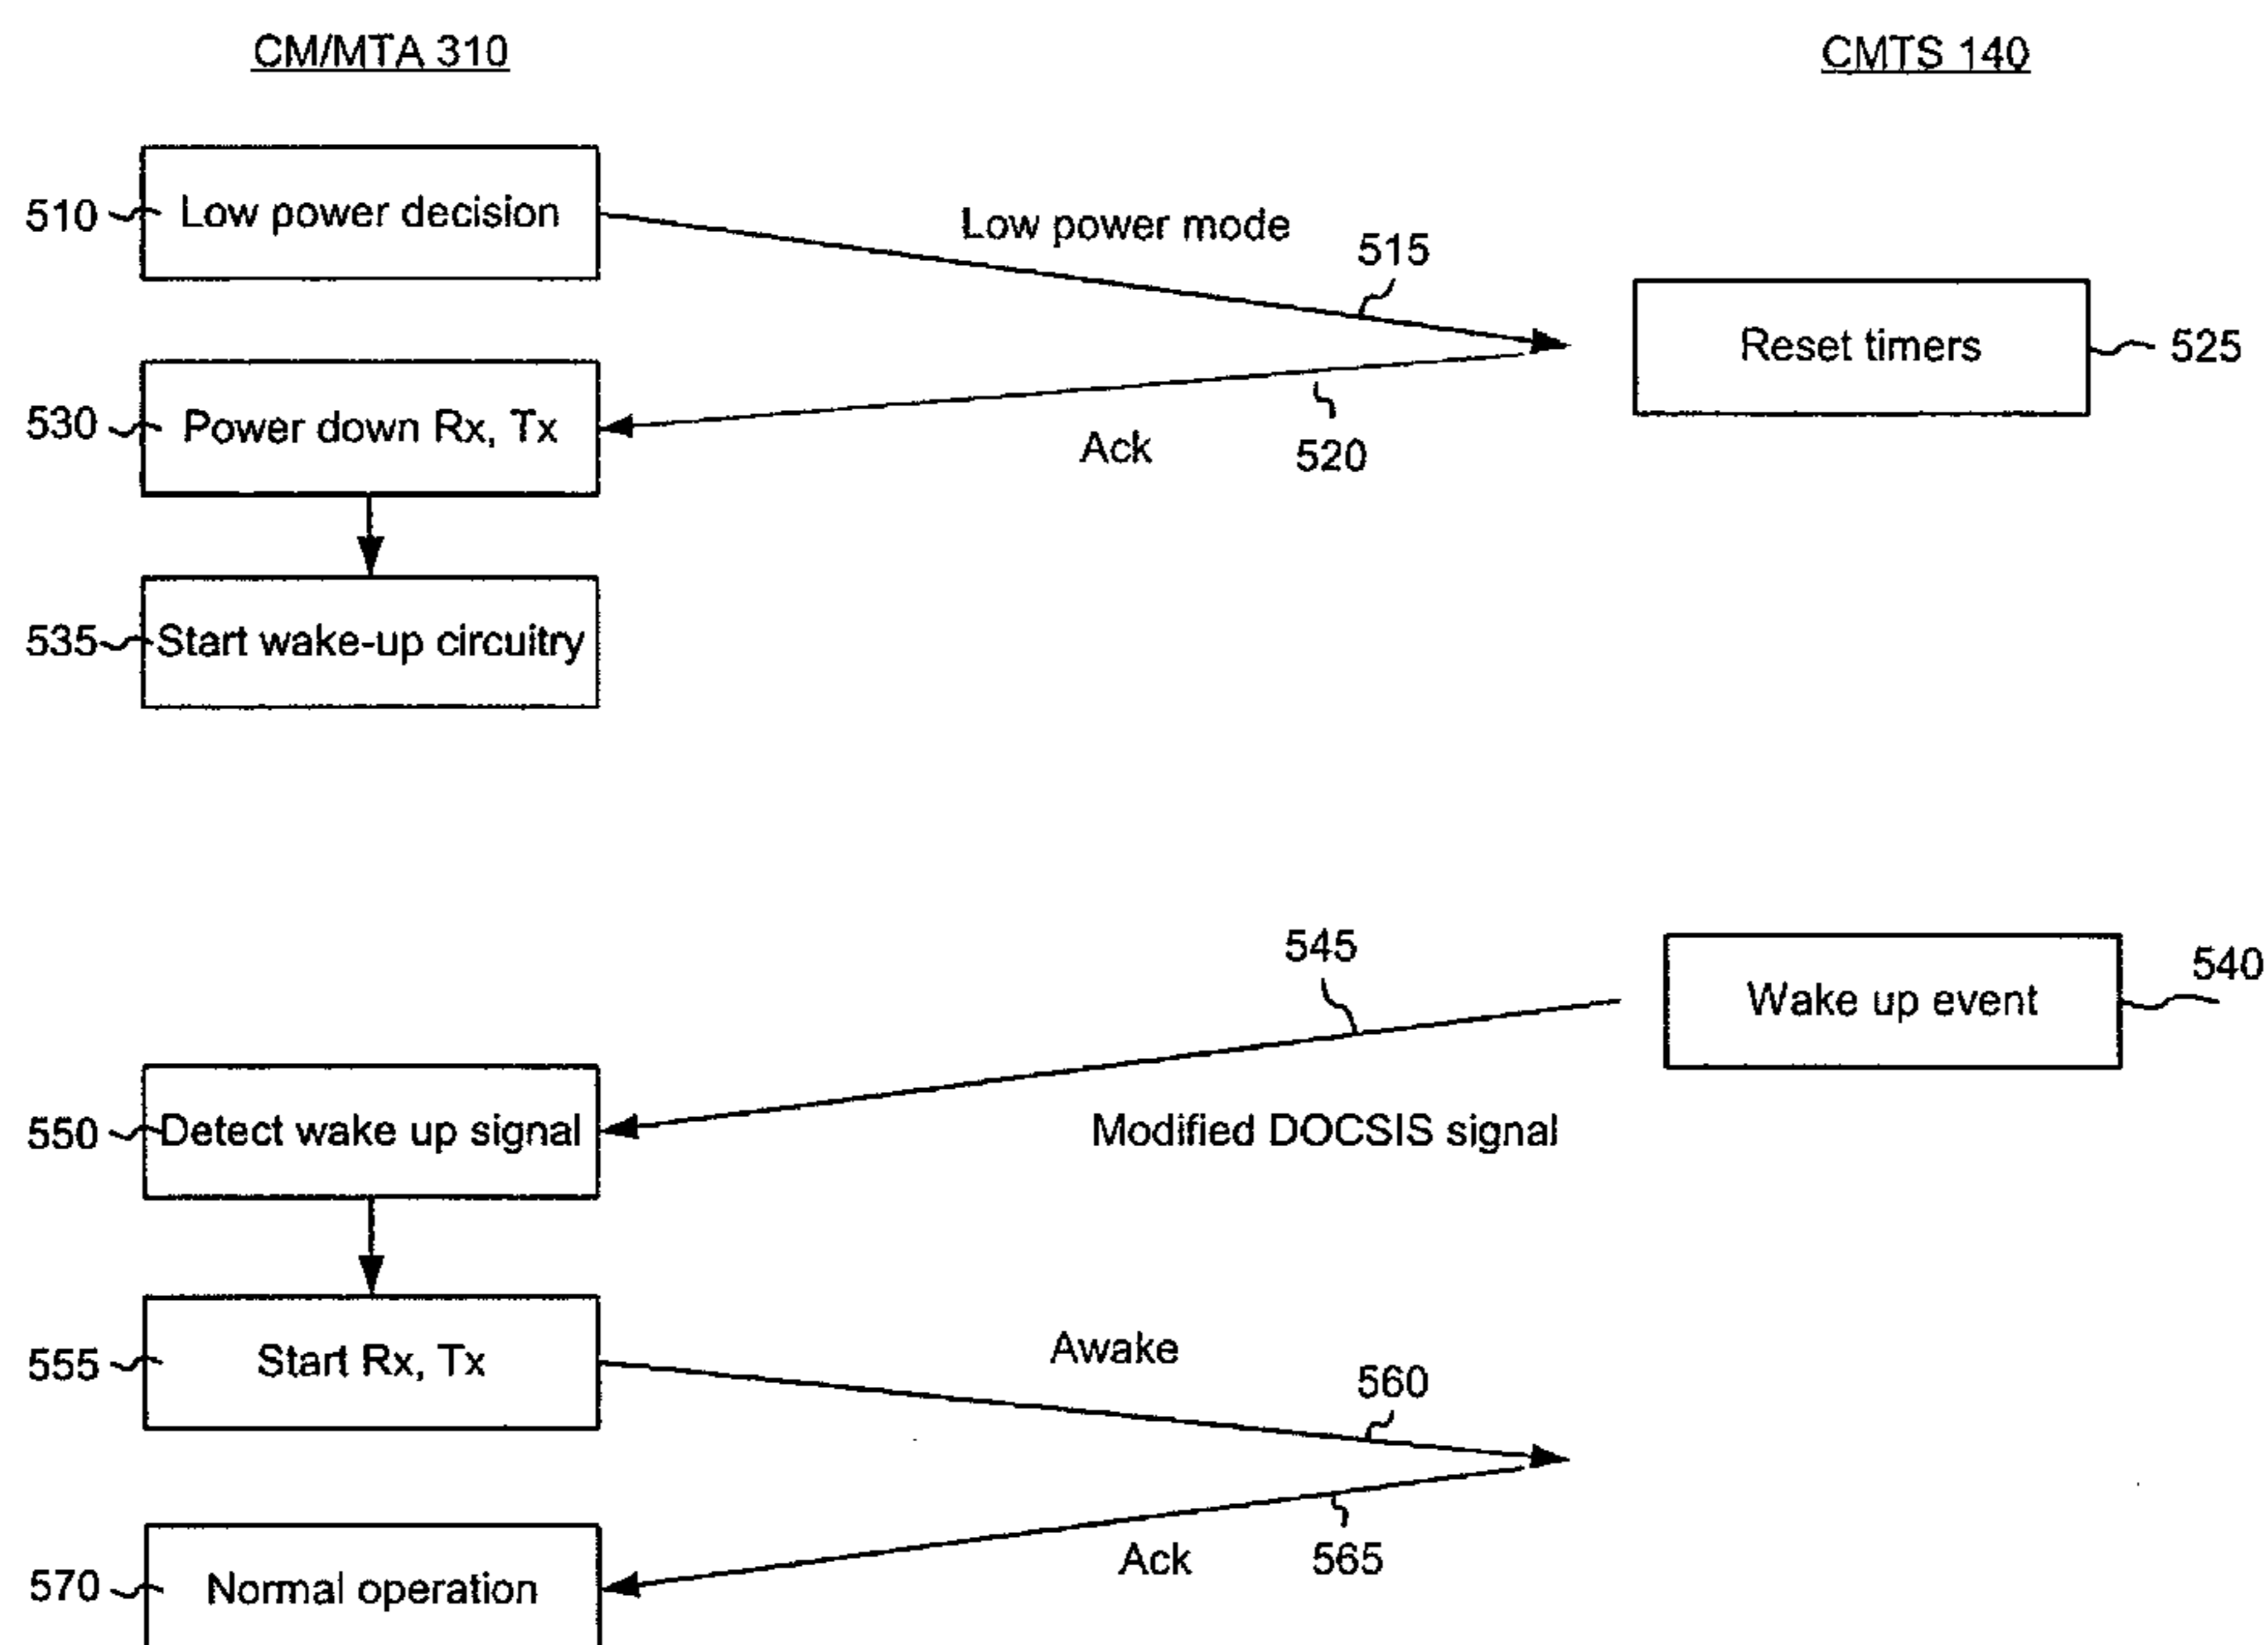 CM/MTA 310
CMTS 140
510 Low power decision
Low power mode
515
Reset timers 525
530 Power down Rx, Tx
Ack
520
535 Start wake-up circuitry
545
Wake up event 540
550 Detect wake up signal
Modified DOCSIS signal
555 Start Rx, Tx
Awake
560
Ack
565
570 Normal operation